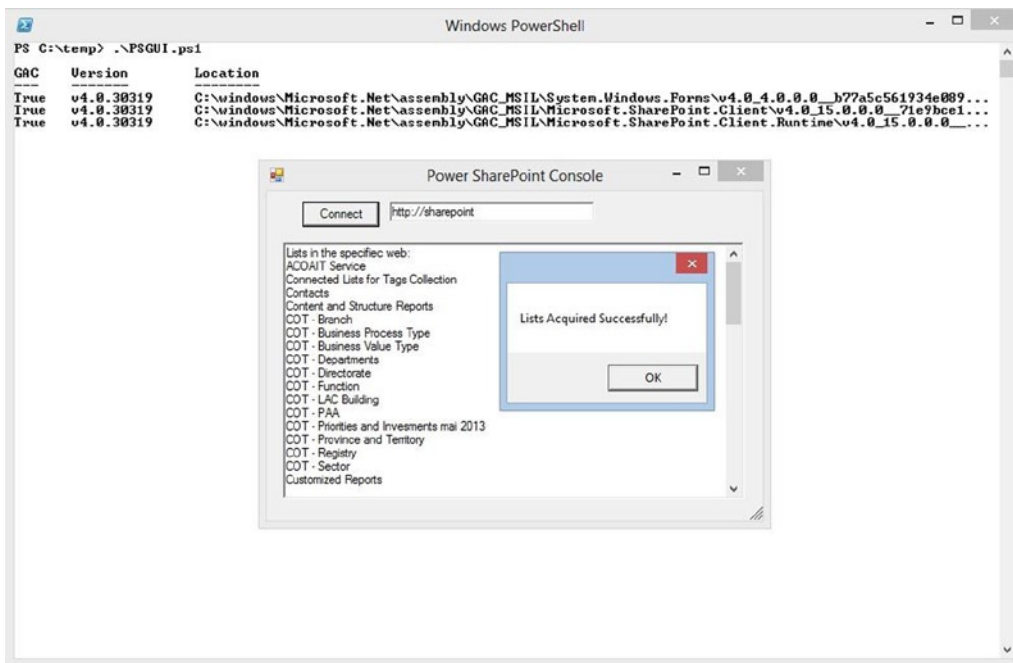 Windows PowerShell
PS C:\temp> .\PSGUI.ps1
GAC Version Location
--- ------- --------
True v4.0.30319 C:\windows\Microsoft.Net\assembly\GAC_MSIL\System.Windows.Forms\v4.0_4.0.0.0__b77a5c561934e089...
True v4.0.30319 C:\windows\Microsoft.Net\assembly\GAC_MSIL\Microsoft.SharePoint.Client\v4.0_15.0.0.0__71e9bce1...
True v4.0.30319 C:\windows\Microsoft.Net\assembly\GAC_MSIL\Microsoft.SharePoint.Client.Runtime\v4.0_15.0.0.0__...
Power SharePoint Console
Connect http://sharepoint
Lists in the specifiec web:
ACOAIT Service
Connected Lists for Tags Collection
Contacts
Content and Structure Reports
COT - Branch
COT - Business Process Type
COT - Business Value Type
COT - Departments
COT - Directorate
COT - Function
COT - LAC Building
COT - PAA
COT - Priorities and Invesments mai 2013
COT - Province and Territory
COT - Registry
COT - Sector
Customized Reports
Lists Acquired Successfully!
OK